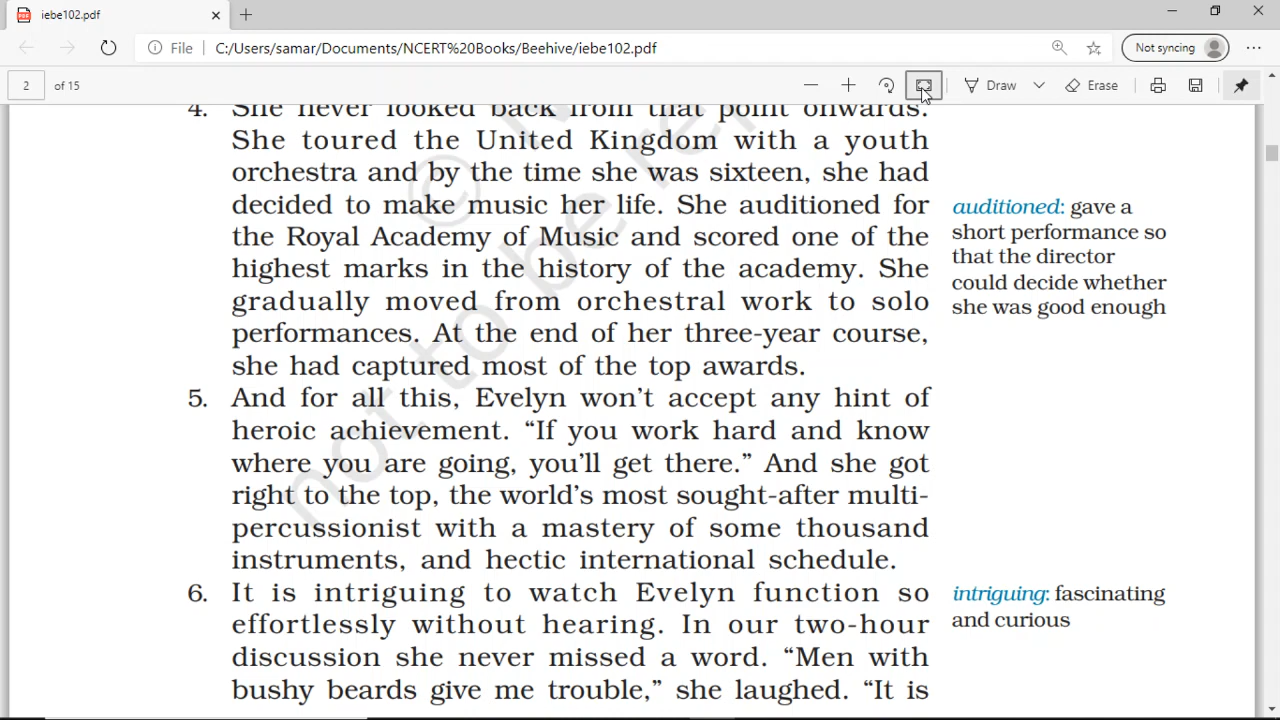 iebe102.pdf
File | C:/Users/samar/Documents/NCERT%20Books/Beehive/iebe102.pdf
Not syncing
2 of 15
Draw
Erase
4. She never looked back from that point onwards.
She toured the United Kingdom with a youth
orchestra and by the time she was sixteen, she had
decided to make music her life. She auditioned for
the Royal Academy of Music and scored one of the
highest marks in the history of the academy. She
gradually moved from orchestral work to solo
performances. At the end of her three-year course,
she had captured most of the top awards.
auditioned: gave a
short performance so
that the director
could decide whether
she was good enough
5. And for all this, Evelyn won't accept any hint of
heroic achievement. “If you work hard and know
where you are going, you'll get there.” And she got
right to the top, the world's most sought-after multi-
percussionist with a mastery of some thousand
instruments, and hectic international schedule.
6. It is intriguing to watch Evelyn function so
effortlessly without hearing. In our two-hour
discussion she never missed a word. “Men with
bushy beards give me trouble,” she laughed. “It is
intriguing: fascinating
and curious
not to be
©